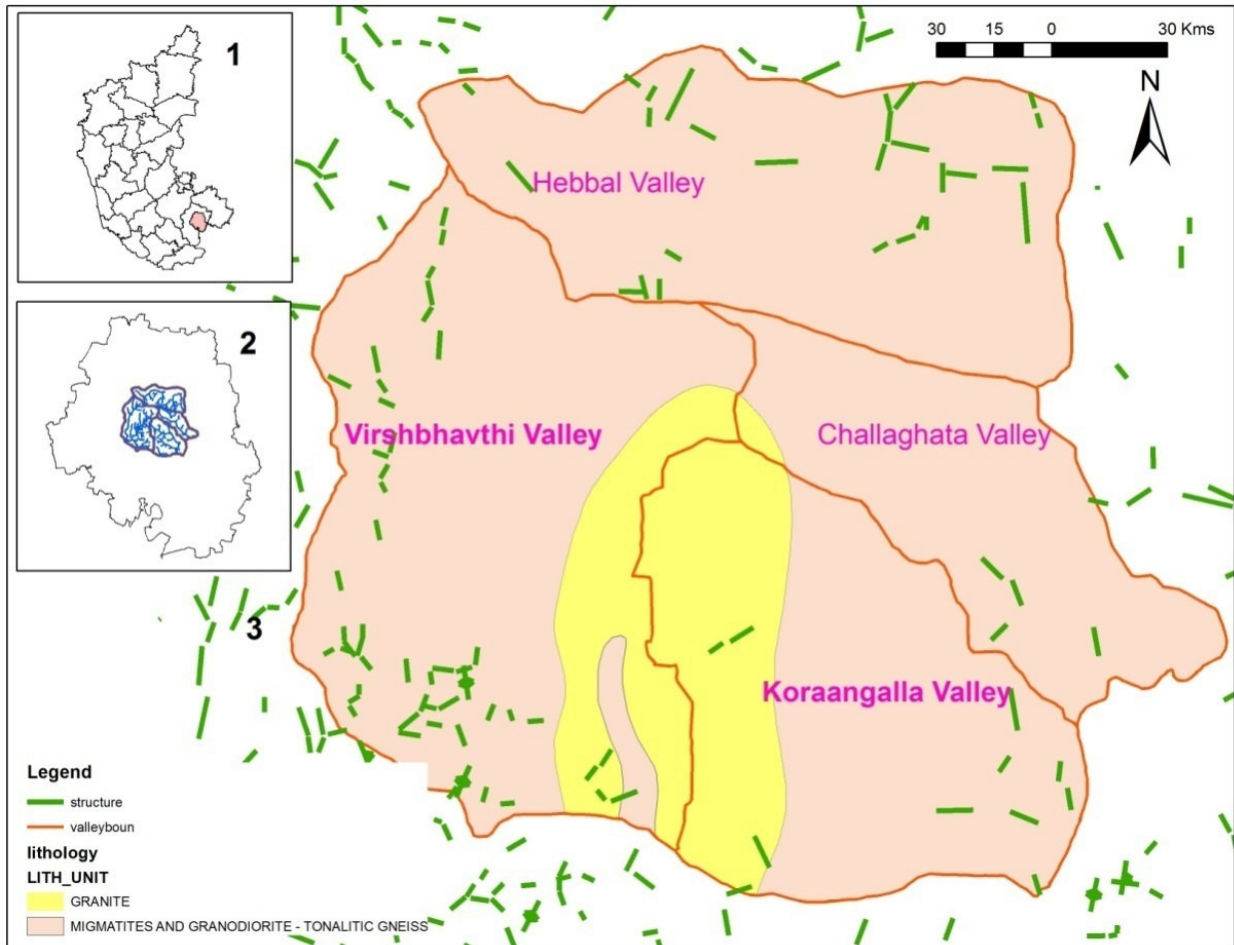 1
30 15 0 30 Kms
N
Hebbal Valley
2
Virshbhavthi Valley
Challaghata Valley
3
Koraangalla Valley
Legend
structure
valleyboun
lithology
LITH_UNIT
GRANITE
MIGMATITES AND GRANODIORITE - TONALITIC GNEISS